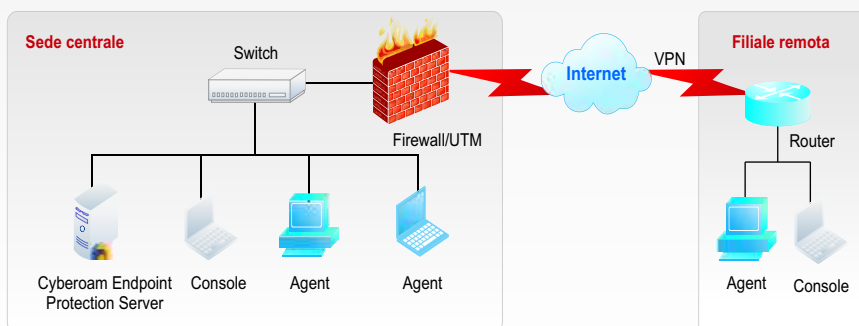 Sede centrale
Switch
Firewall/UTM
Internet
VPN
Filiale remota
Router
Cyberoam Endpoint
Protection Server
Console
Agent
Agent
Agent
Console